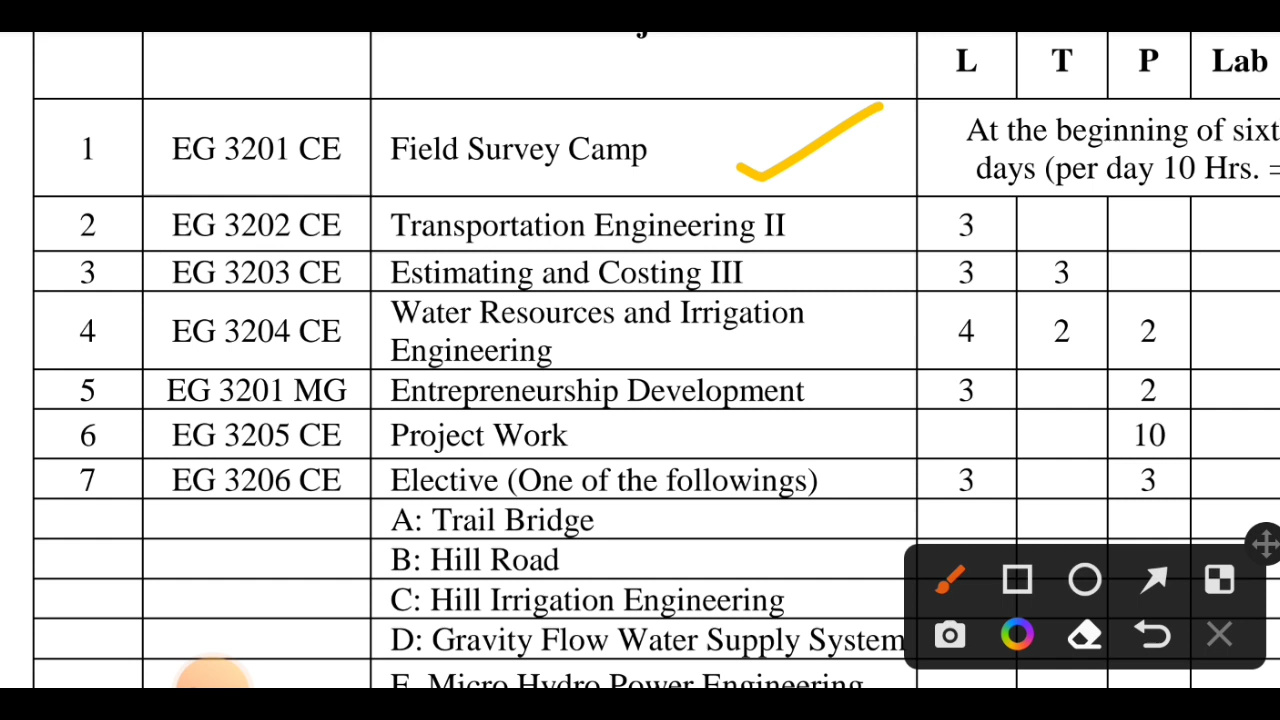 L T P Lab
1 EG 3201 CE Field Survey Camp At the beginning of sixt
days (per day 10 Hrs. =
2 EG 3202 CE Transportation Engineering II 3
3 EG 3203 CE Estimating and Costing III 3 3
4 EG 3204 CE Water Resources and Irrigation
Engineering 4 2 2
5 EG 3201 MG Entrepreneurship Development 3 2
6 EG 3205 CE Project Work 10
7 EG 3206 CE Elective (One of the followings) 3 3
A: Trail Bridge
B: Hill Road
C: Hill Irrigation Engineering
D: Gravity Flow Water Supply System
E. Micro Hydro Power Engineering